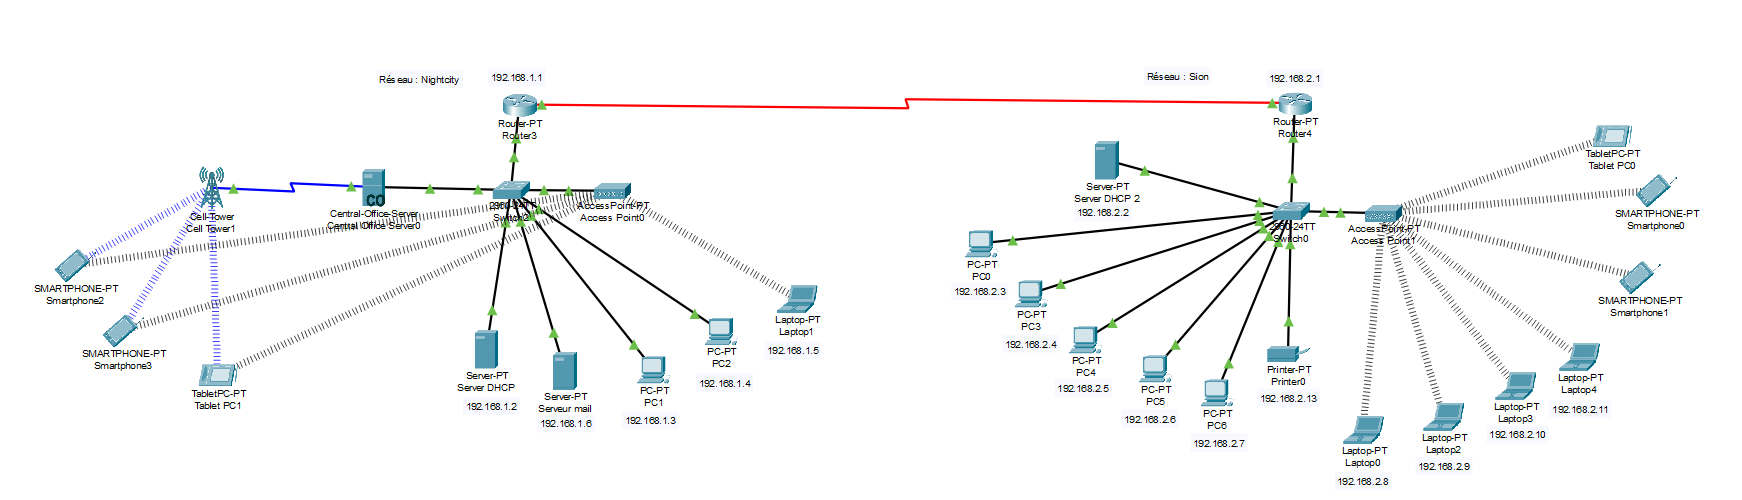 Réseau : Nightcity
192.168.1.1
Router-PT
Router3
Réseau : Sion
192.168.2.1
Router-PT
Router4
Cell-Tower
Cell Tower1
CO
Central-Office-Server
Central Office Server0
2960-24TT
Switch2
AccessPoint-PT
Access Point0
SMARTPHONE-PT
Smartphone2
SMARTPHONE-PT
Smartphone3
TabletPC-PT
Tablet PC1
Server-PT
Server DHCP
192.168.1.2
Server-PT
Serveur mail
192.168.1.6
PC-PT
PC1
192.168.1.3
PC-PT
PC2
192.168.1.4
Laptop-PT
Laptop1
192.168.1.5
Server-PT
Server DHCP 2
192.168.2.2
2960-24TT
Switch0
AccessPoint-PT
Access Point1
TabletPC-PT
Tablet PC0
SMARTPHONE-PT
Smartphone0
SMARTPHONE-PT
Smartphone1
PC-PT
PC0
192.168.2.3
PC-PT
PC3
192.168.2.4
PC-PT
PC4
192.168.2.5
PC-PT
PC5
192.168.2.6
PC-PT
PC6
192.168.2.7
Printer-PT
Printer0
192.168.2.13
Laptop-PT
Laptop0
192.168.2.8
Laptop-PT
Laptop2
192.168.2.9
Laptop-PT
Laptop3
192.168.2.10
Laptop-PT
Laptop4
192.168.2.11